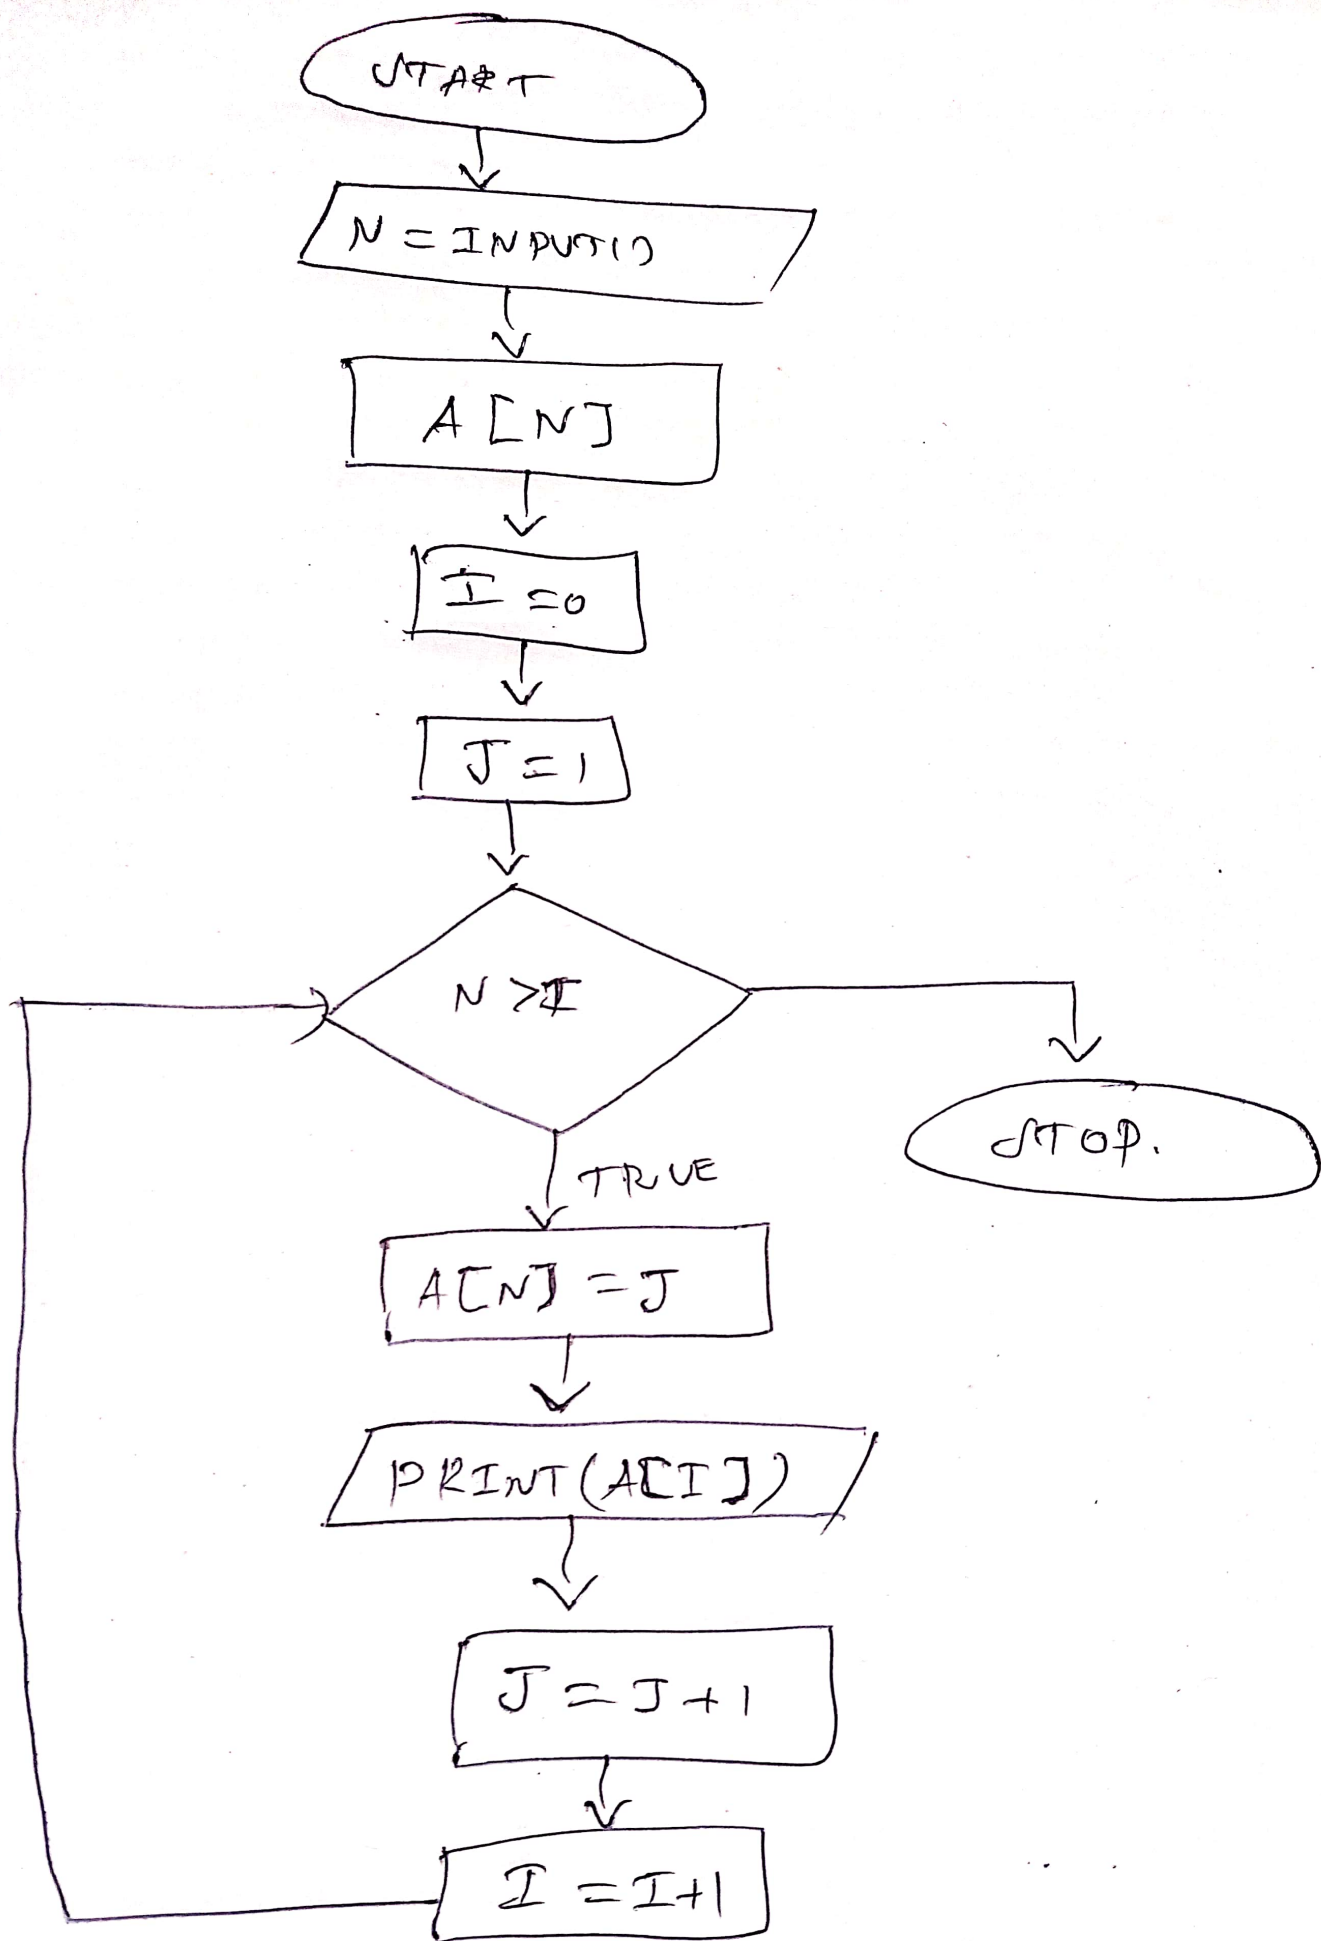 START
N = INPUT()
A[N]
I = 0
J = 1
N > I
STOP.
TRUE
A[N] = J
PRINT(A[I])
J = J + 1
I = I + 1